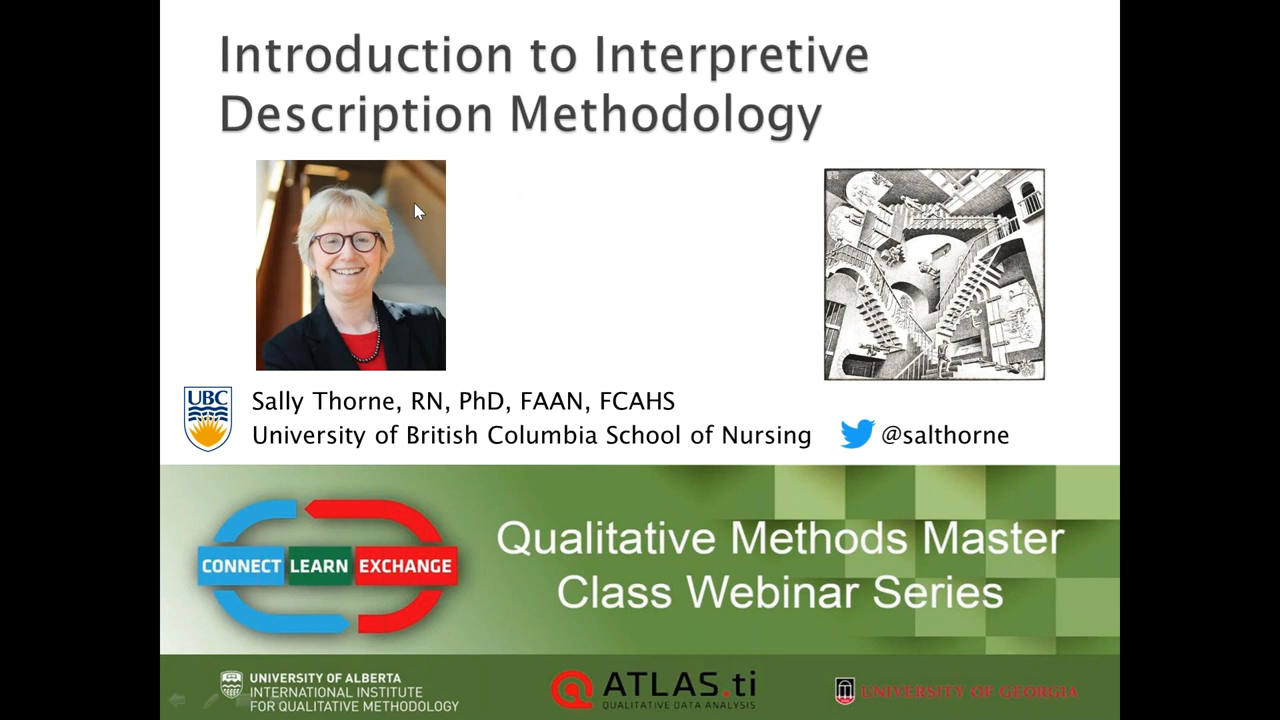 Introduction to Interpretive
Description Methodology
UBC
Sally Thorne, RN, PhD, FAAN, FCAHS
University of British Columbia School of Nursing
@salthorne
CONNECT LEARN EXCHANGE
Qualitative Methods Master
Class Webinar Series
UNIVERSITY OF ALBERTA
INTERNATIONAL INSTITUTE
FOR QUALITATIVE METHODOLOGY
ATLAS.ti
QUALITATIVE DATA ANALYSIS
UNIVERSITY OF GEORGIA